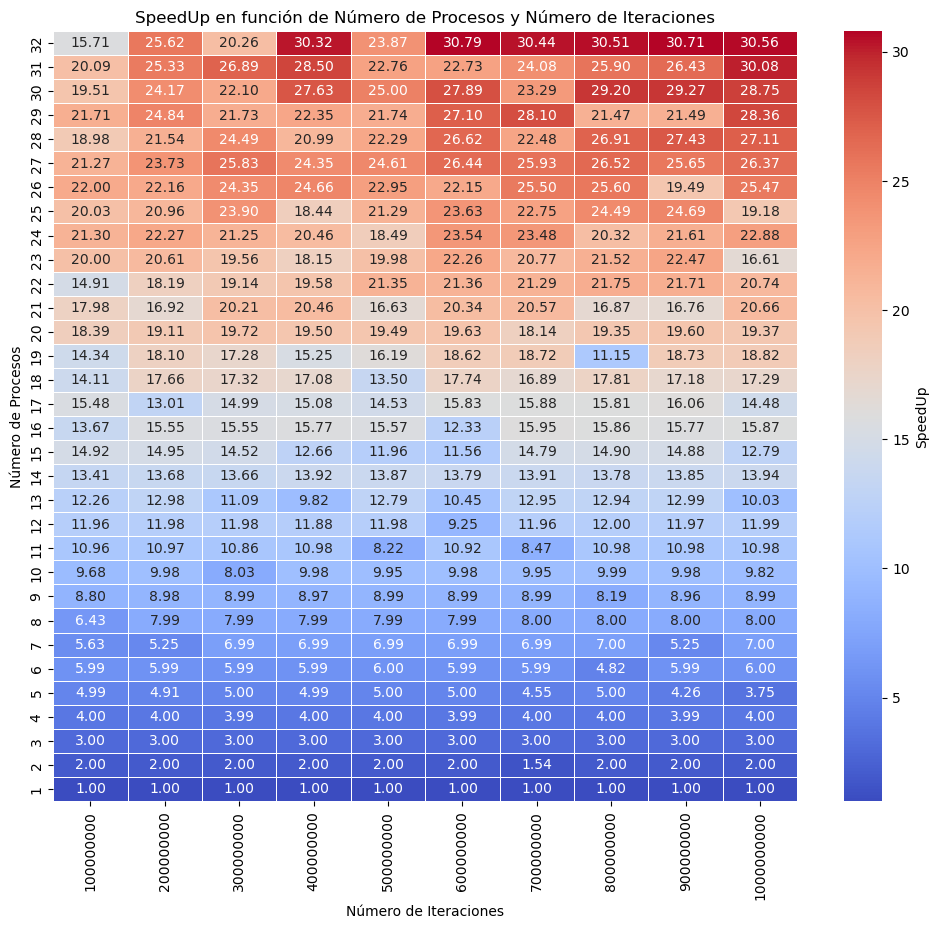 SpeedUp en función de Número de Procesos y Número de Iteraciones
Número de Procesos
32 15.71 25.62 20.26 30.32 23.87 30.79 30.44 30.51 30.71 30.56
31 20.09 25.33 26.89 28.50 22.76 22.73 24.08 25.90 26.43 30.08
30 19.51 24.17 22.10 27.63 25.00 27.89 23.29 29.20 29.27 28.75
29 21.71 24.84 21.73 22.35 21.74 27.10 28.10 21.47 21.49 28.36
28 18.98 21.54 24.49 20.99 22.29 26.62 22.48 26.91 27.43 27.11
27 21.27 23.73 25.83 24.35 24.61 26.44 25.93 26.52 25.65 26.37
26 22.00 22.16 24.35 24.66 22.95 22.15 25.50 25.60 19.49 25.47
25 20.03 20.96 23.90 18.44 21.29 23.63 22.75 24.49 24.69 19.18
24 21.30 22.27 21.25 20.46 18.49 23.54 23.48 20.32 21.61 22.88
23 20.00 20.61 19.56 18.15 19.98 22.26 20.77 21.52 22.47 16.61
22 14.91 18.19 19.14 19.58 21.35 21.36 21.29 21.75 21.71 20.74
21 17.98 16.92 20.21 20.46 16.63 20.34 20.57 16.87 16.76 20.66
20 18.39 19.11 19.72 19.50 19.49 19.63 18.14 19.35 19.60 19.37
19 14.34 18.10 17.28 15.25 16.19 18.62 18.72 11.15 18.73 18.82
18 14.11 17.66 17.32 17.08 13.50 17.74 16.89 17.81 17.18 17.29
17 15.48 13.01 14.99 15.08 14.53 15.83 15.88 15.81 16.06 14.48
16 13.67 15.55 15.55 15.77 15.57 12.33 15.95 15.86 15.77 15.87
15 14.92 14.95 14.52 12.66 11.96 11.56 14.79 14.90 14.88 12.79
14 13.41 13.68 13.66 13.92 13.87 13.79 13.91 13.78 13.85 13.94
13 12.26 12.98 11.09 9.82 12.79 10.45 12.95 12.94 12.99 10.03
12 11.96 11.98 11.98 11.88 11.98 9.25 11.96 12.00 11.97 11.99
11 10.96 10.97 10.86 10.98 8.22 10.92 8.47 10.98 10.98 10.98
10 9.68 9.98 8.03 9.98 9.95 9.98 9.95 9.99 9.98 9.82
9 8.80 8.98 8.99 8.97 8.99 8.99 8.99 8.19 8.96 8.99
8 6.43 7.99 7.99 7.99 7.99 7.99 8.00 8.00 8.00 8.00
7 5.63 5.25 6.99 6.99 6.99 6.99 6.99 7.00 5.25 7.00
6 5.99 5.99 5.99 5.99 6.00 5.99 5.99 4.82 5.99 6.00
5 4.99 4.91 5.00 4.99 5.00 5.00 4.55 5.00 4.26 3.75
4 4.00 4.00 3.99 4.00 4.00 3.99 4.00 4.00 3.99 4.00
3 3.00 3.00 3.00 3.00 3.00 3.00 3.00 3.00 3.00 3.00
2 2.00 2.00 2.00 2.00 2.00 2.00 1.54 2.00 2.00 2.00
1 1.00 1.00 1.00 1.00 1.00 1.00 1.00 1.00 1.00 1.00
1000000000 2000000000 3000000000 4000000000 5000000000 6000000000 7000000000 8000000000 9000000000 10000000000
Número de Iteraciones
30
25
20
15
10
5
SpeedUp